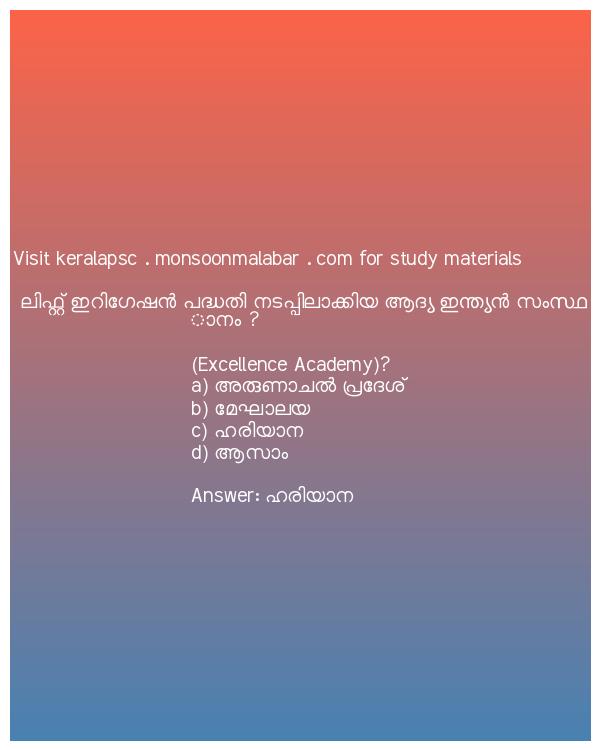 Visit keralapsc . monsoonmalabar . com for study materials
ലിഫ്റ്റ് ഇറിഗേഷൻ പദ്ധതി നടപ്പിലാക്കിയ ആദ്യ ഇന്ത്യൻ സംസ്ഥ
ാനം ?
(Excellence Academy)?
a) അരുണാചൽ പ്രദേശ്
b) മേഘാലയ
c) ഹരിയാന
d) ആസാം
Answer: ഹരിയാന